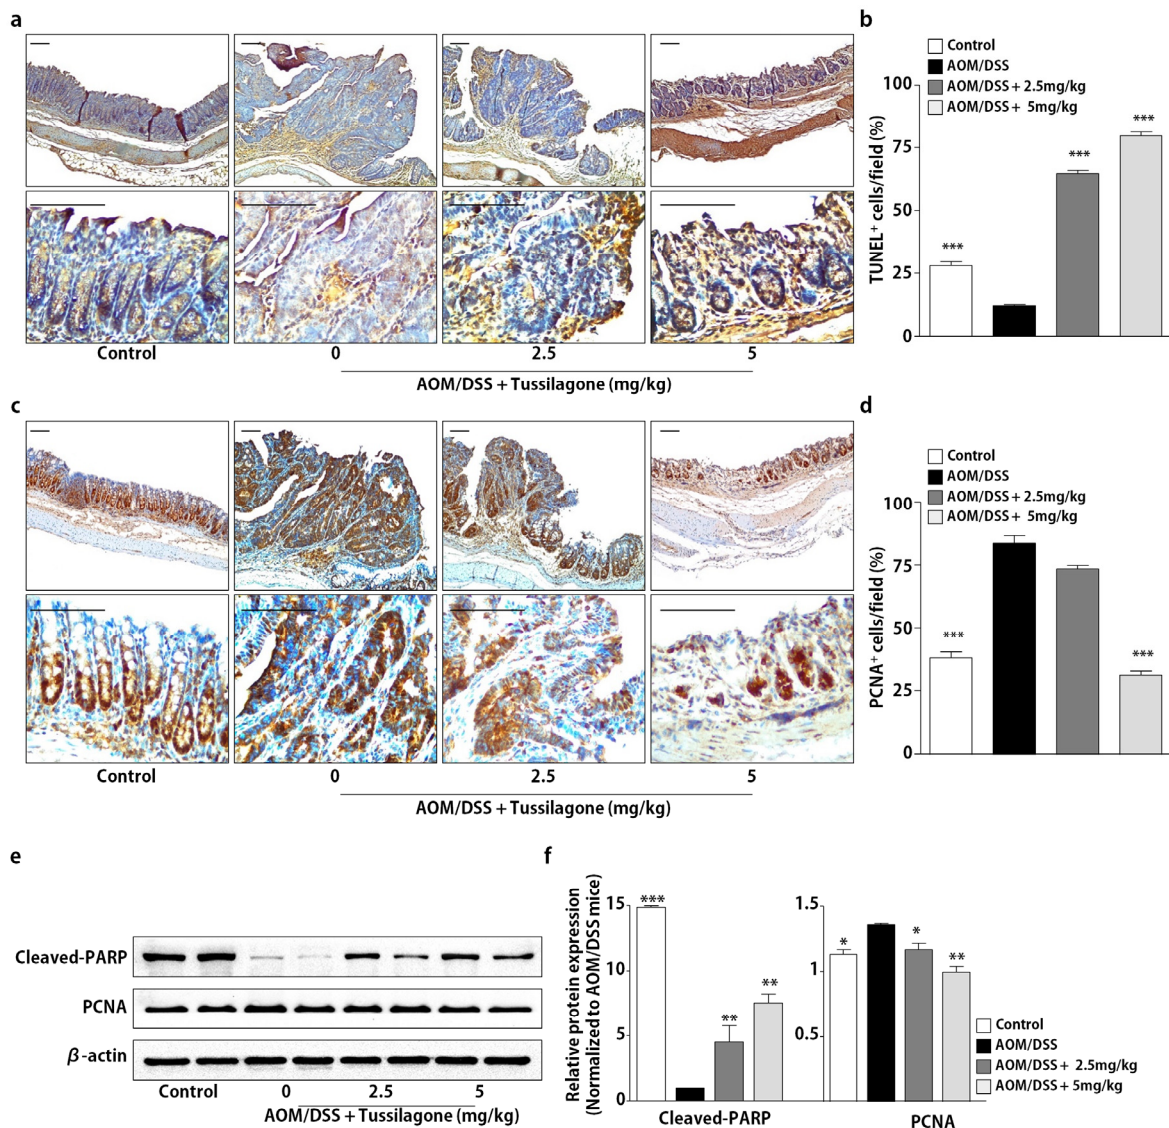 a
Control
0
2.5
5
AOM/DSS + Tussilagone (mg/kg)
b
Control
AOM/DSS
AOM/DSS + 2.5mg/kg
AOM/DSS + 5mg/kg
TUNEL⁺ cells/field (%)
100
75
50
25
0
***
***
***
c
Control
0
2.5
5
AOM/DSS + Tussilagone (mg/kg)
d
Control
AOM/DSS
AOM/DSS + 2.5mg/kg
AOM/DSS + 5mg/kg
PCNA⁺ cells/field (%)
100
75
50
25
0
***
***
e
Cleaved-PARP
PCNA
β-actin
Control
0
2.5
5
AOM/DSS + Tussilagone (mg/kg)
f
Relative protein expression
(Normalized to AOM/DSS mice)
15
10
5
0
***
**
**
Cleaved-PARP
1.5
1
0.5
*
*
**
PCNA
Control
AOM/DSS
AOM/DSS + 2.5mg/kg
AOM/DSS + 5mg/kg